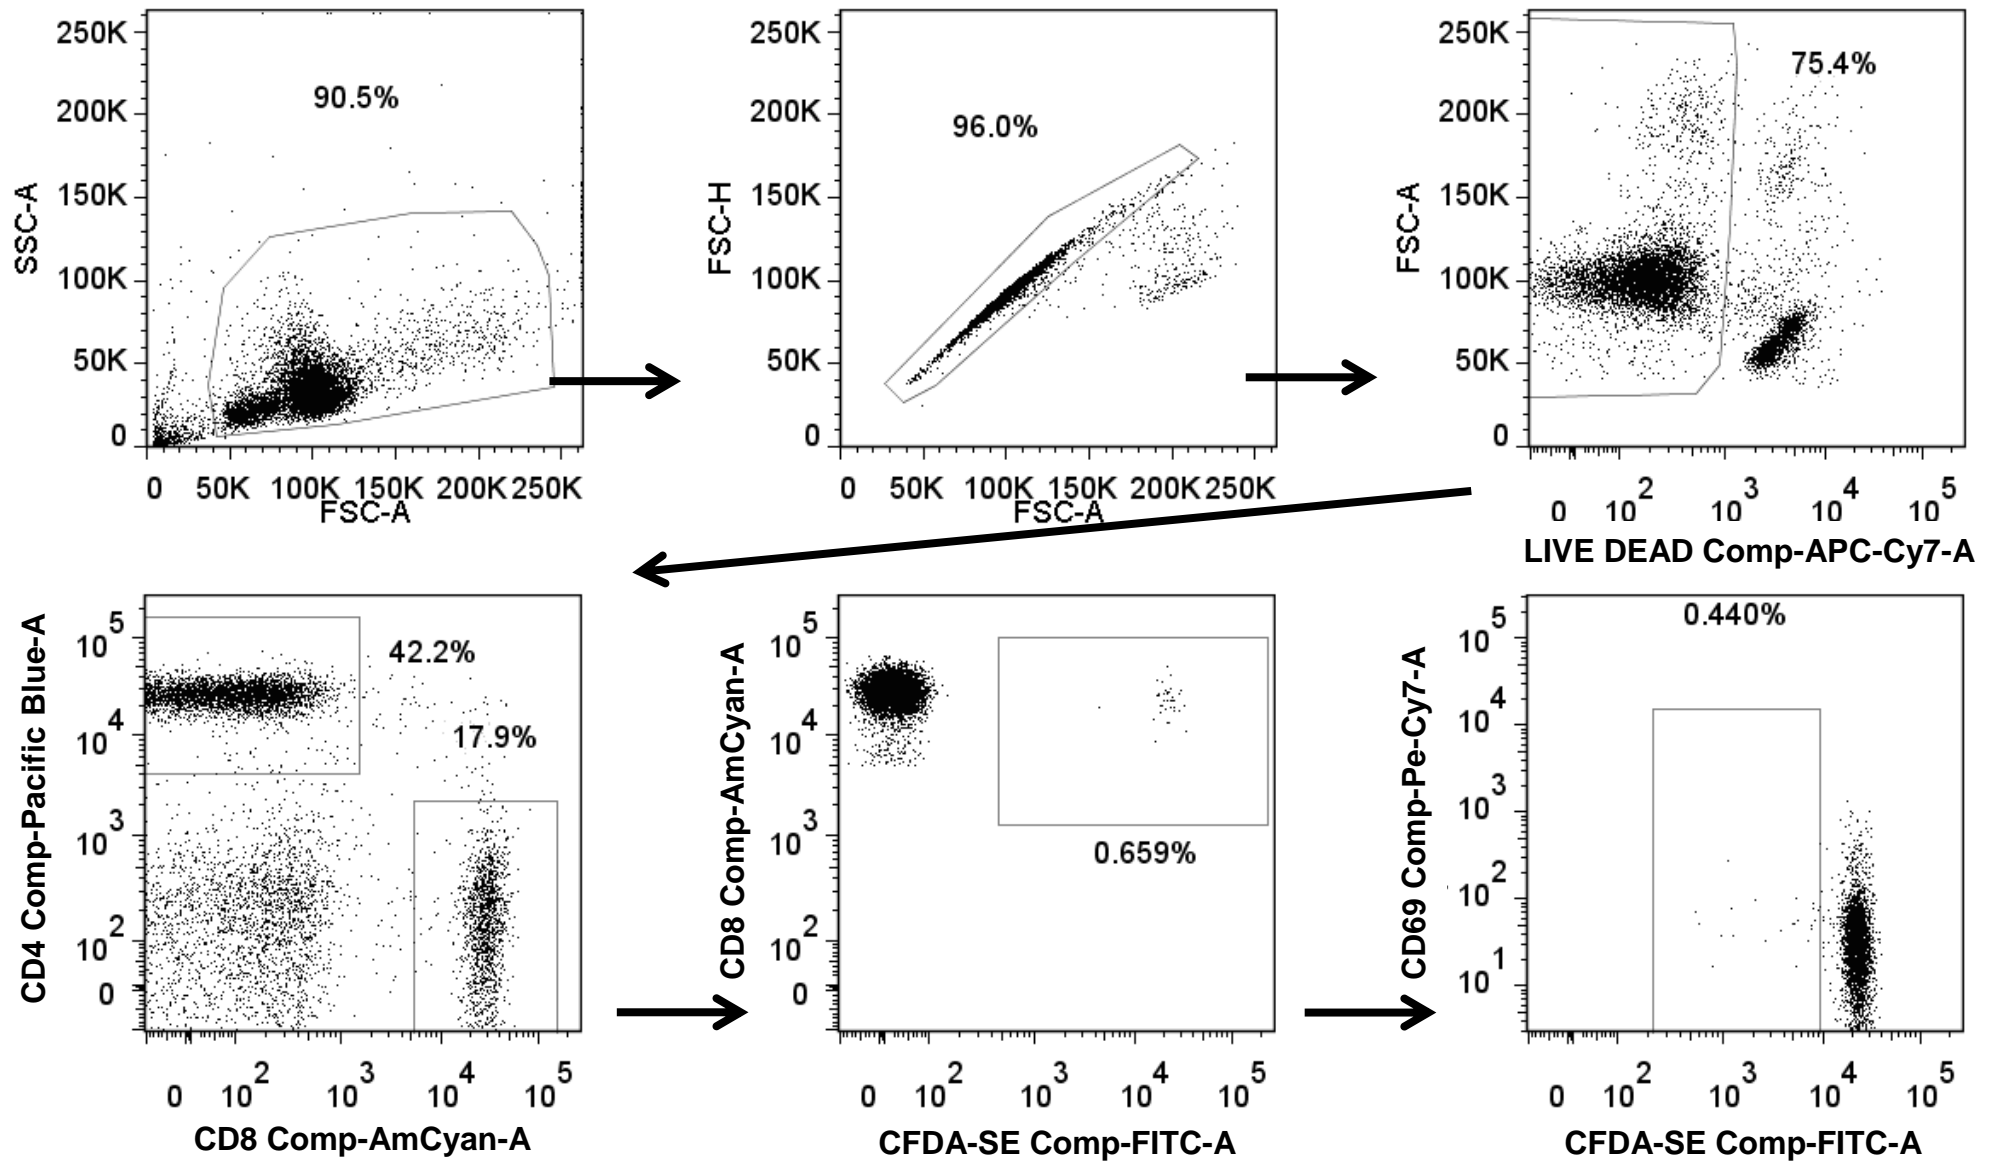 SSC-A
250K
200K
150K
100K
50K
0
90.5%
0 50K 100K 150K 200K 250K
FSC-A
FSC-H
250K
200K
150K
100K
50K
0
96.0%
0 50K 100K 150K 200K 250K
FSC-A
FSC-A
250K
200K
150K
100K
50K
0
75.4%
0 10^2 10^3 10^4 10^5
LIVE DEAD Comp-APC-Cy7-A
CD4 Comp-Pacific Blue-A
10^5
10^4
10^3
10^2
0
42.2%
17.9%
0 10^2 10^3 10^4 10^5
CD8 Comp-AmCyan-A
CD8 Comp-AmCyan-A
10^5
10^4
10^3
10^2
0
0.659%
0 10^2 10^3 10^4 10^5
CFDA-SE Comp-FITC-A
CD69 Comp-Pe-Cy7-A
10^5
10^4
10^3
10^2
10^1
0.440%
0 10^2 10^3 10^4 10^5
CFDA-SE Comp-FITC-A